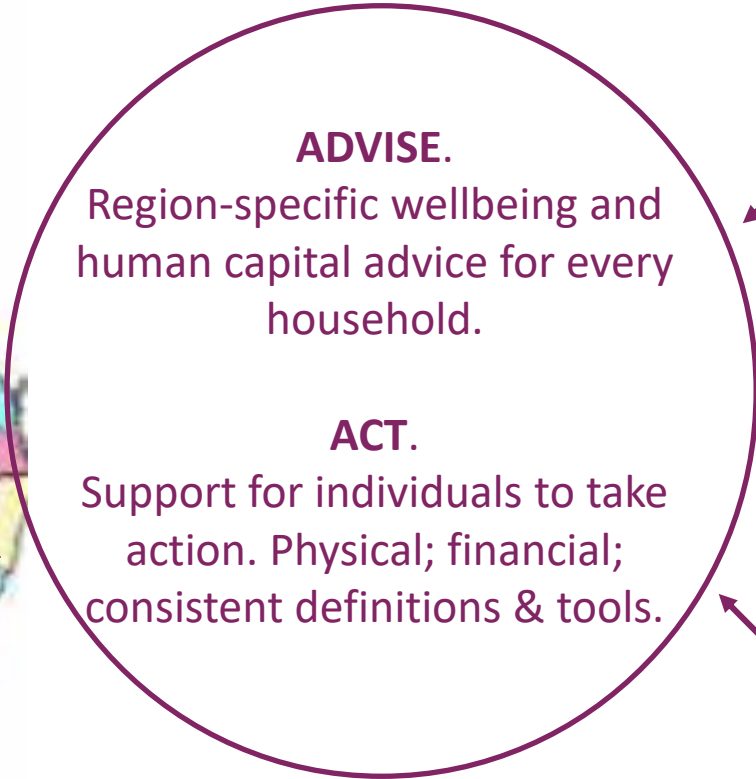 ADVISE.
Region-specific wellbeing and
human capital advice for every
household.
ACT.
Support for individuals to take
action. Physical; financial;
consistent definitions & tools.